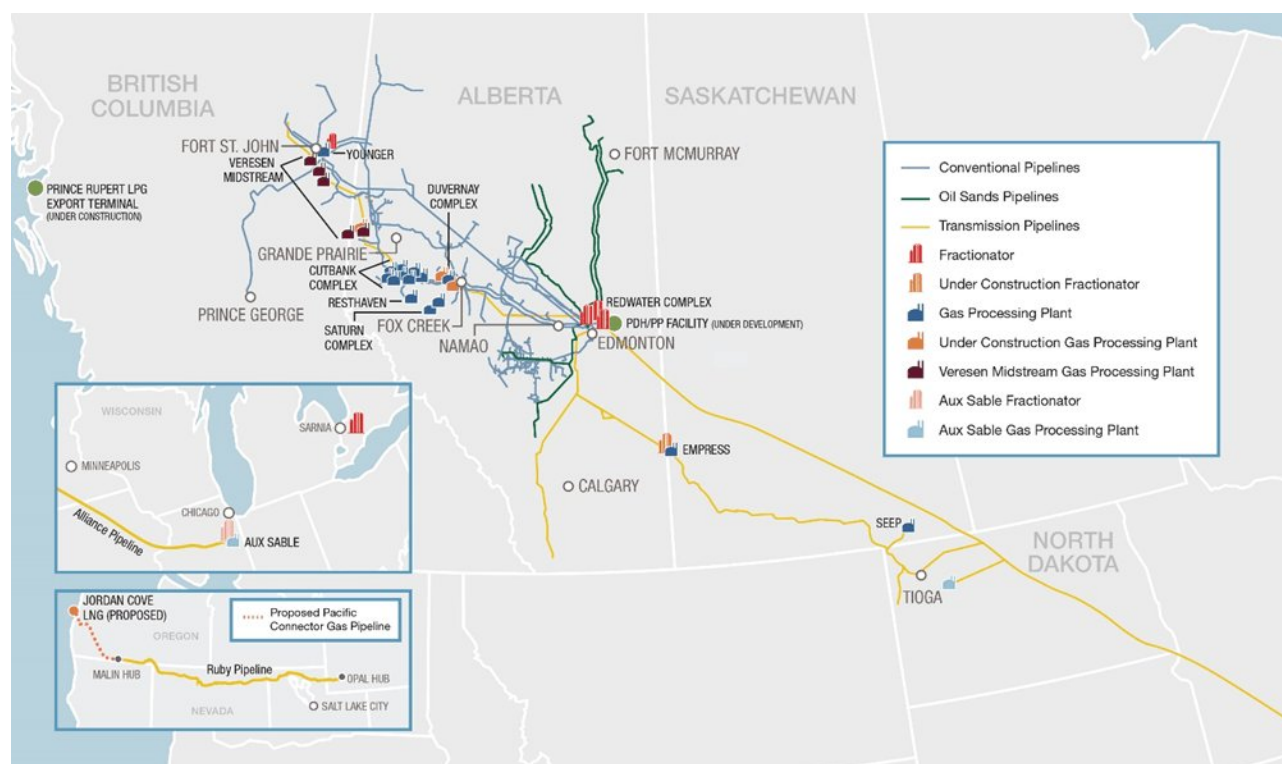 BRITISH
COLUMBIA
ALBERTA
SASKATCHEWAN
FORT ST. JOHN
YOUNGER
VERESEN
MIDSTREAM
FORT MCMURRAY
PRINCE RUPERT LPG
EXPORT TERMINAL
(UNDER CONSTRUCTION)
DUVERNAY
COMPLEX
GRANDE PRAIRIE
CUTBANK
COMPLEX
RESTHAVEN
PRINCE GEORGE
SATURN
COMPLEX
FOX CREEK
NAMAO
REDWATER COMPLEX
PDH/PP FACILITY (UNDER DEVELOPMENT)
EDMONTON
EMPRESS
CALGARY
SEEP
NORTH
DAKOTA
TIOGA
Conventional Pipelines
Oil Sands Pipelines
Transmission Pipelines
Fractionator
Under Construction Fractionator
Gas Processing Plant
Under Construction Gas Processing Plant
Veresen Midstream Gas Processing Plant
Aux Sable Fractionator
Aux Sable Gas Processing Plant
WISCONSIN
SARNIA
MINNEAPOLIS
CHICAGO
Alliance Pipeline
AUX SABLE
JORDAN COVE
LNG (PROPOSED)
Proposed Pacific
Connector Gas Pipeline
OREGON
MALIN HUB
Ruby Pipeline
OPAL HUB
NEVADA
SALT LAKE CITY